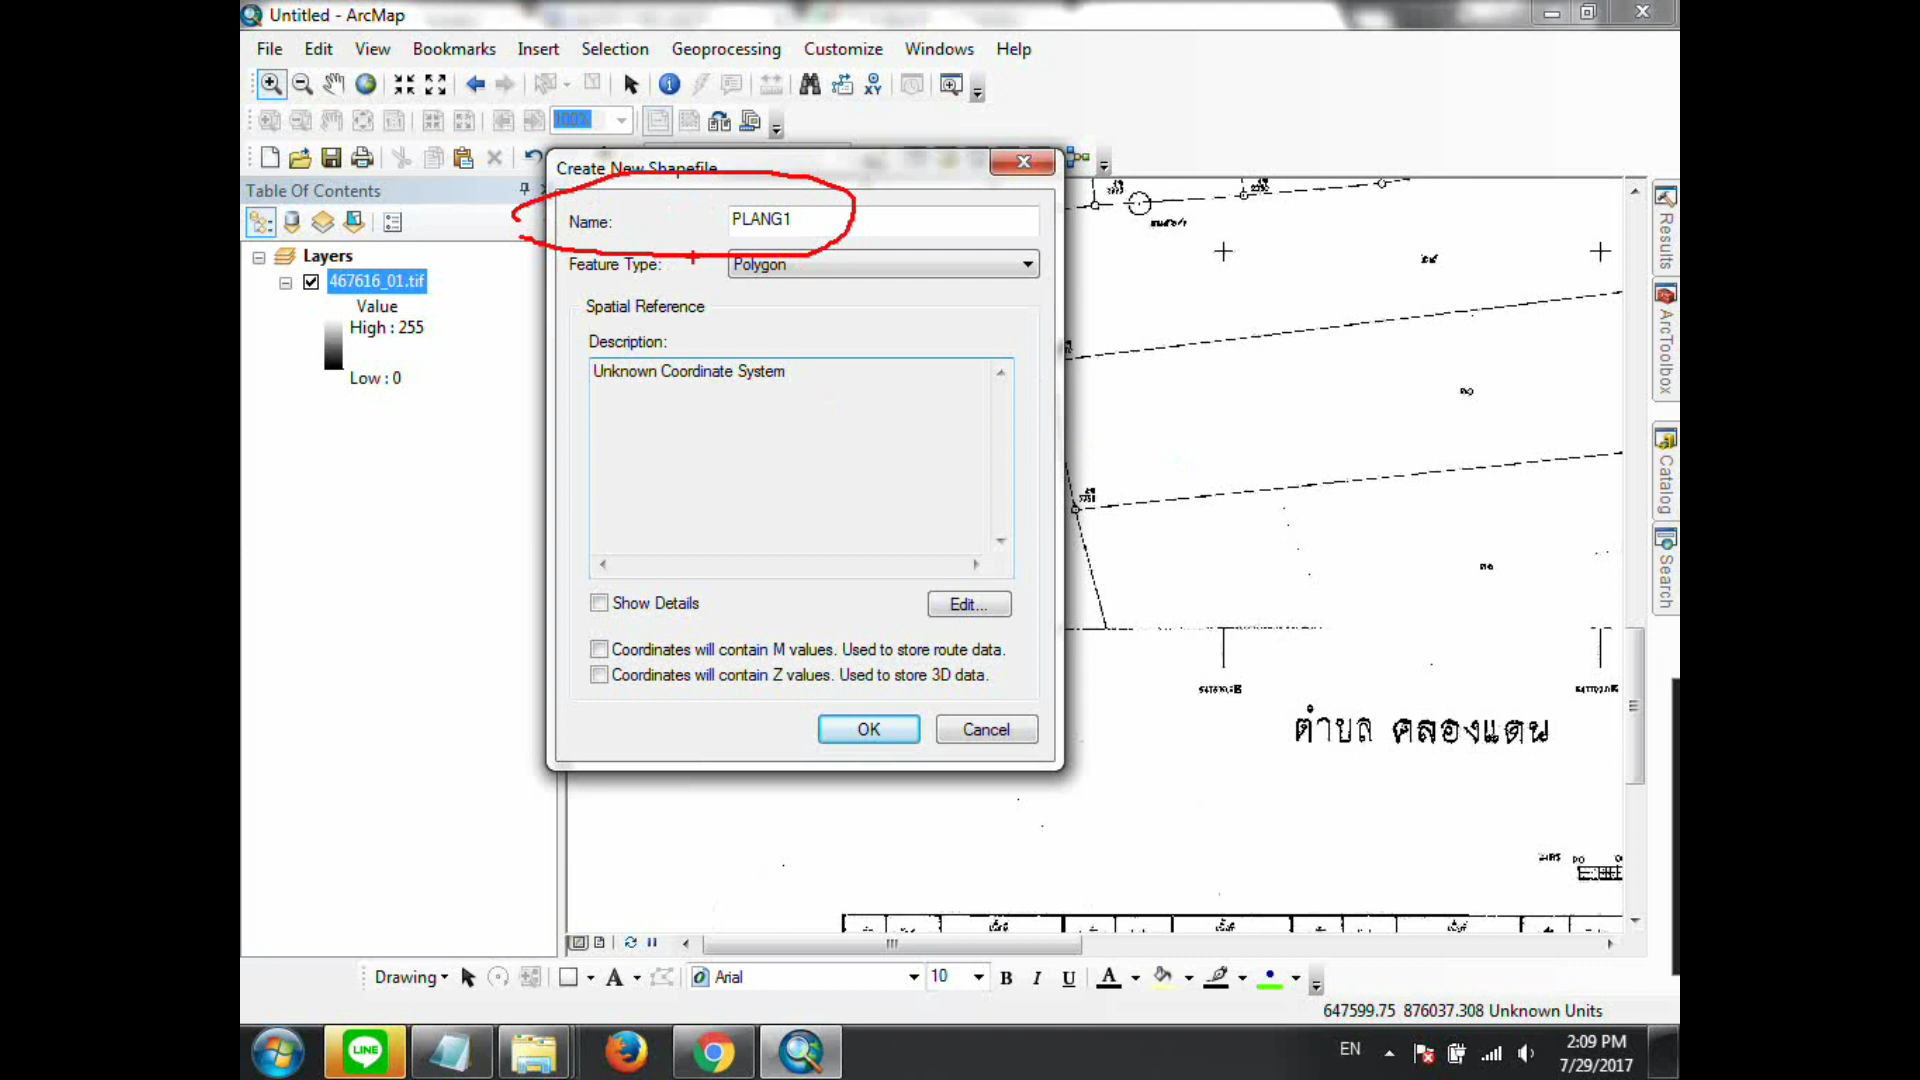 Untitled - ArcMap
File Edit View Bookmarks Insert Selection Geoprocessing Customize Windows Help
100%
Create New Shapefile
Table Of Contents
Name: PLANG1
Feature Type: Polygon
Layers
467616_01.tif
Value
High : 255
Low : 0
Spatial Reference
Description:
Unknown Coordinate System
Show Details
Edit...
Coordinates will contain M values. Used to store route data.
Coordinates will contain Z values. Used to store 3D data.
OK Cancel
Results
ArcToolbox
Catalog
Search
ตำบล คลองแดน
Drawing
A
Arial
10
B I U A
647599.75 876037.308 Unknown Units
LINE
EN
2:09 PM
7/29/2017